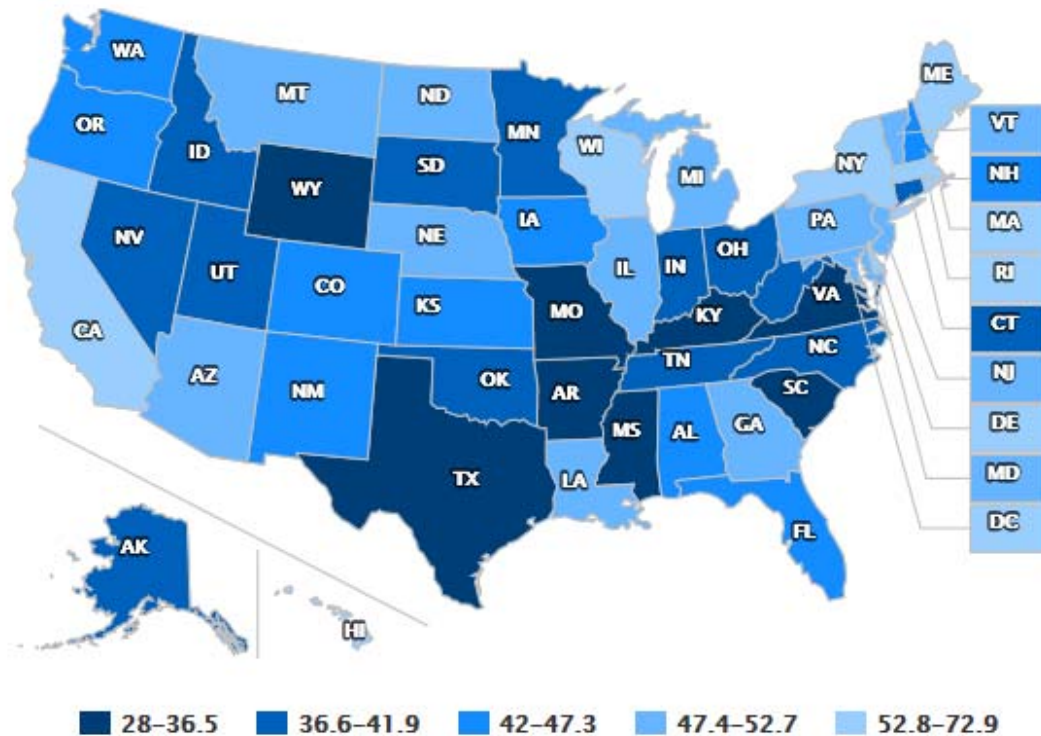 WA
MT
ND
ME
VT
OR
MN
ID
SD
WI
NY
NH
WY
MI
MA
IA
PA
NE
NV
OH
RI
IL
IN
UT
CO
VA
CT
CA
KS
MO
KY
NC
TN
NJ
AZ
OK
NM
AR
SC
DE
MS
AL
GA
MD
TX
LA
DC
FL
AK
HI
28–36.5 36.6–41.9 42–47.3 47.4–52.7 52.8–72.9